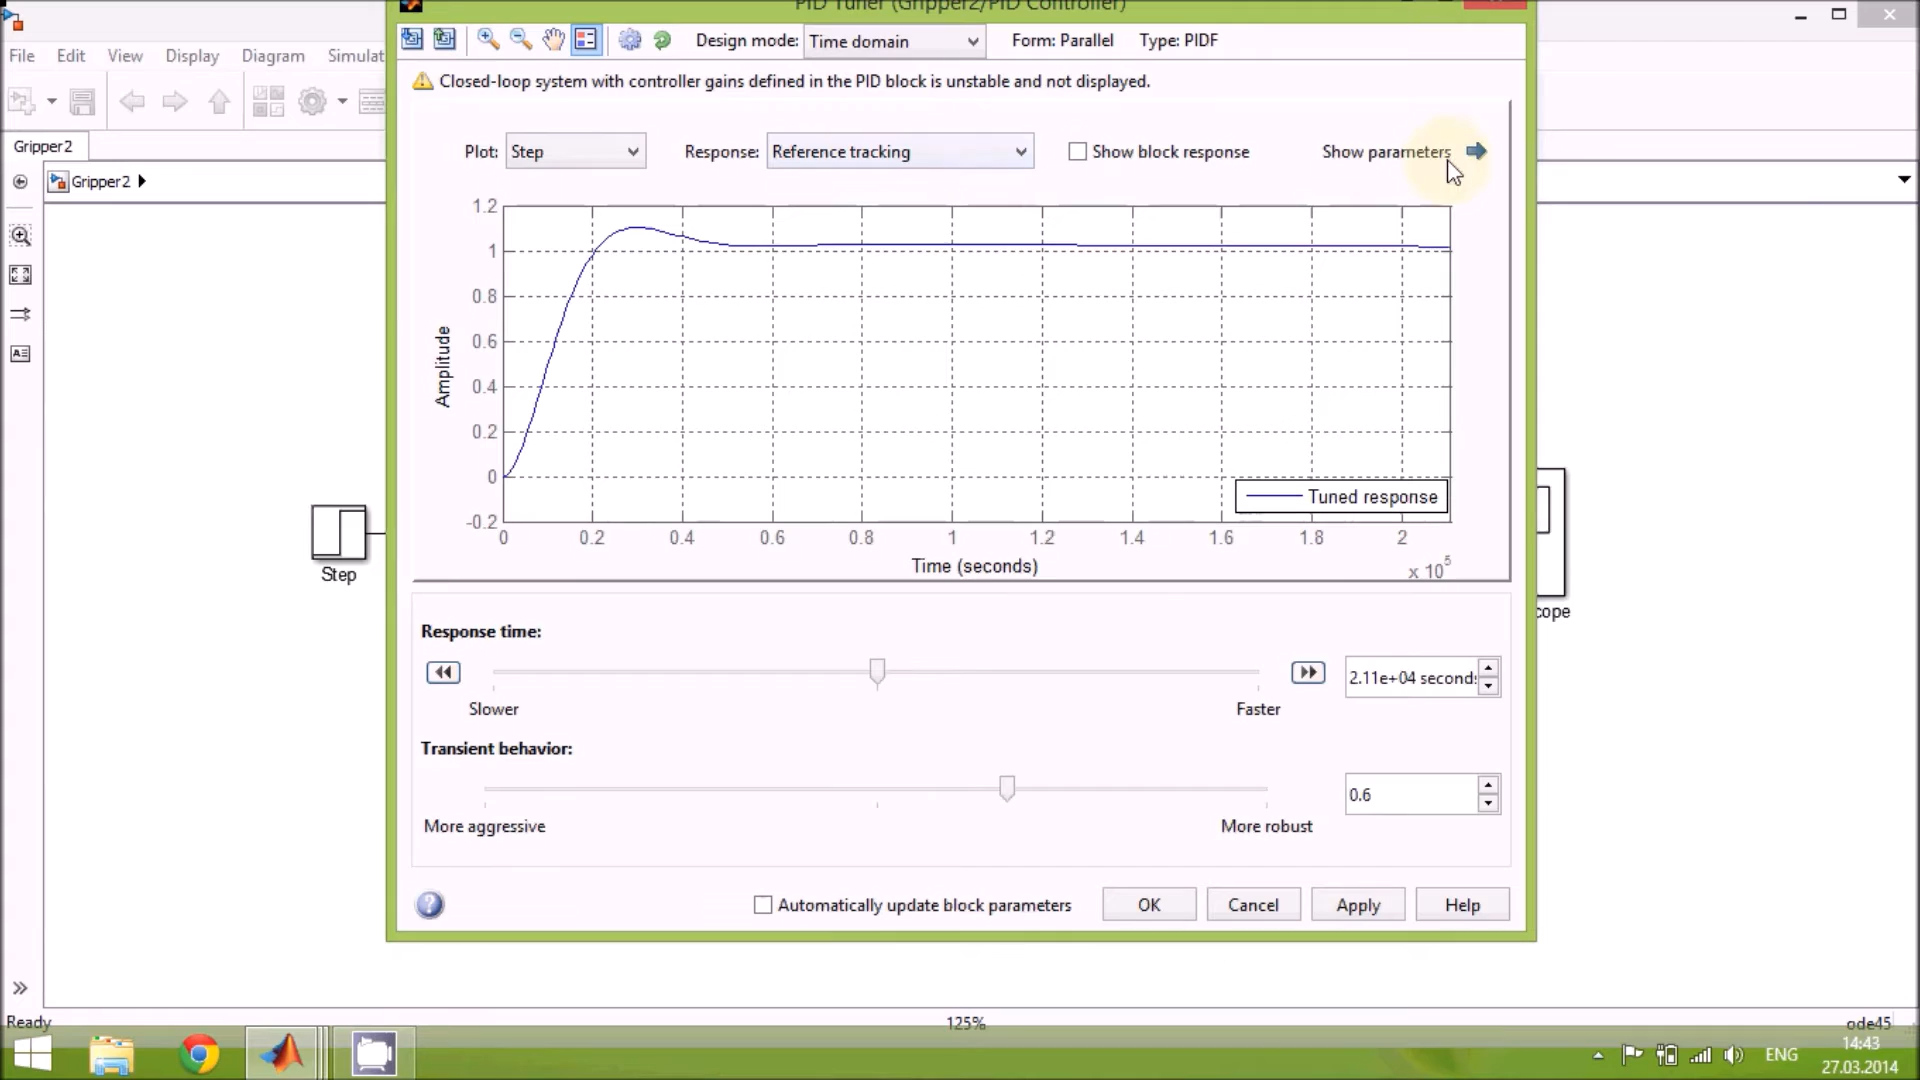 PID Tuner (Gripper2/PID Controller)
File Edit View Display Diagram Simulat
Design mode: Time domain Form: Parallel Type: PIDF
Closed-loop system with controller gains defined in the PID block is unstable and not displayed.
Gripper2
Plot: Step Response: Reference tracking Show block response Show parameters
Gripper2
1.2
1
0.8
0.6
0.4
0.2
0
-0.2
Amplitude
Tuned response
0 0.2 0.4 0.6 0.8 1 1.2 1.4 1.6 1.8 2
Time (seconds)
x 10^5
Step
cope
Response time:
2.11e+04 second
Slower Faster
Transient behavior:
0.6
More aggressive More robust
Automatically update block parameters OK Cancel Apply Help
Ready 125% ode45
14:43
ENG
27.03.2014